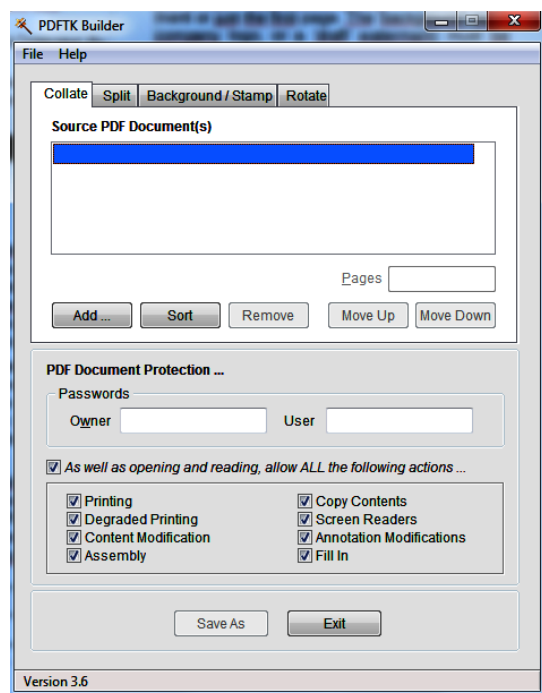 PDFTK Builder
File Help
Collate Split Background / Stamp Rotate
Source PDF Document(s)
Pages
Add ... Sort Remove Move Up Move Down
PDF Document Protection ...
Passwords
Owner User
As well as opening and reading, allow ALL the following actions ...
Printing Copy Contents
Degraded Printing Screen Readers
Content Modification Annotation Modifications
Assembly Fill In
Save As Exit
Version 3.6